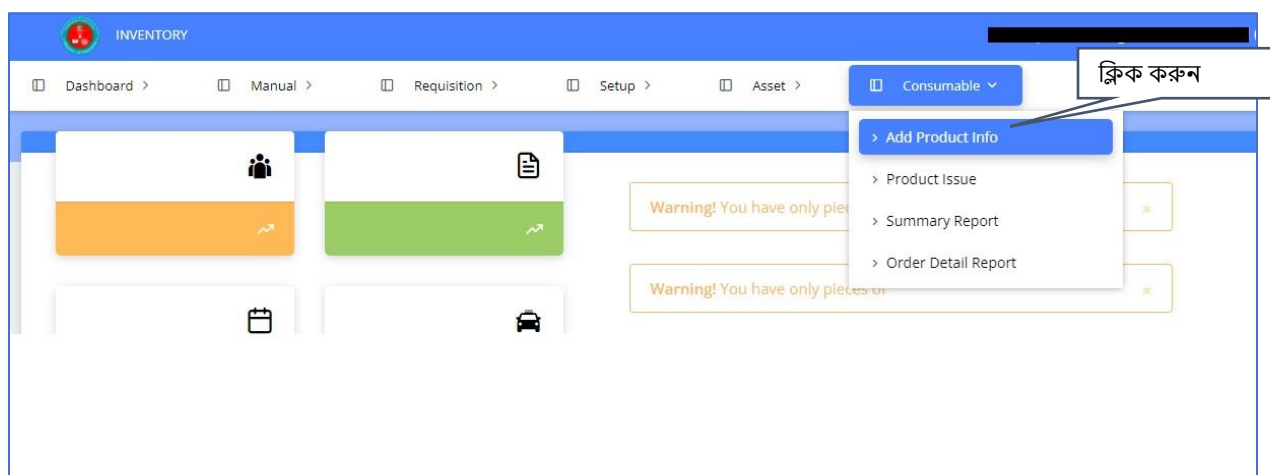 INVENTORY
ক্লিক করুন
Dashboard >
Manual >
Requisition >
Setup >
Asset >
Consumable
> Add Product Info
> Product Issue
> Summary Report
> Order Detail Report
Warning! You have only
Warning! You have only pieces of